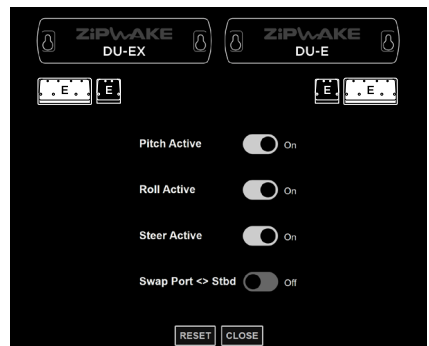 ZIPWAKE ZIPWAKE
DU-EX DU-E
E E E E
Pitch Active On
Roll Active On
Steer Active On
Swap Port <> Stbd Off
RESET CLOSE